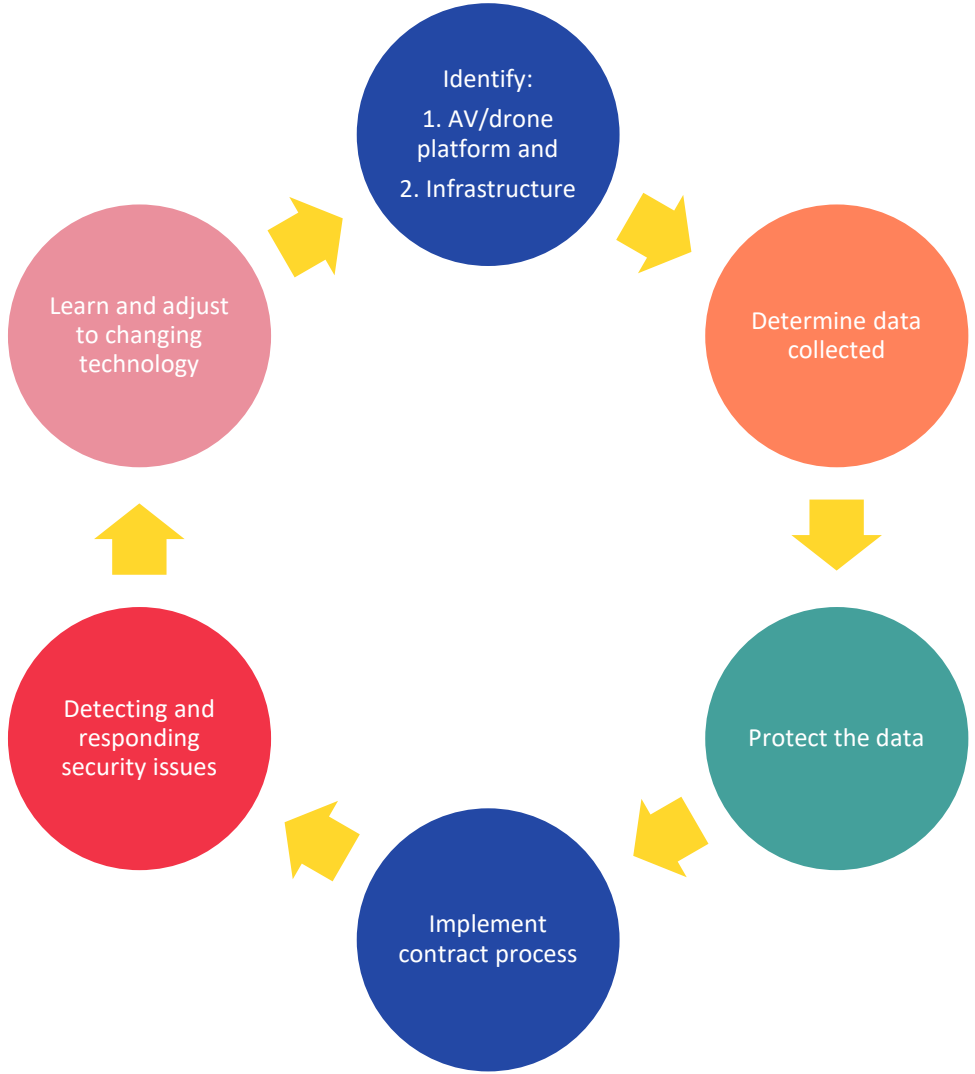 Identify:
1. AV/drone
platform and
2. Infrastructure
Determine data
collected
Protect the data
Implement
contract process
Detecting and
responding
security issues
Learn and adjust
to changing
technology